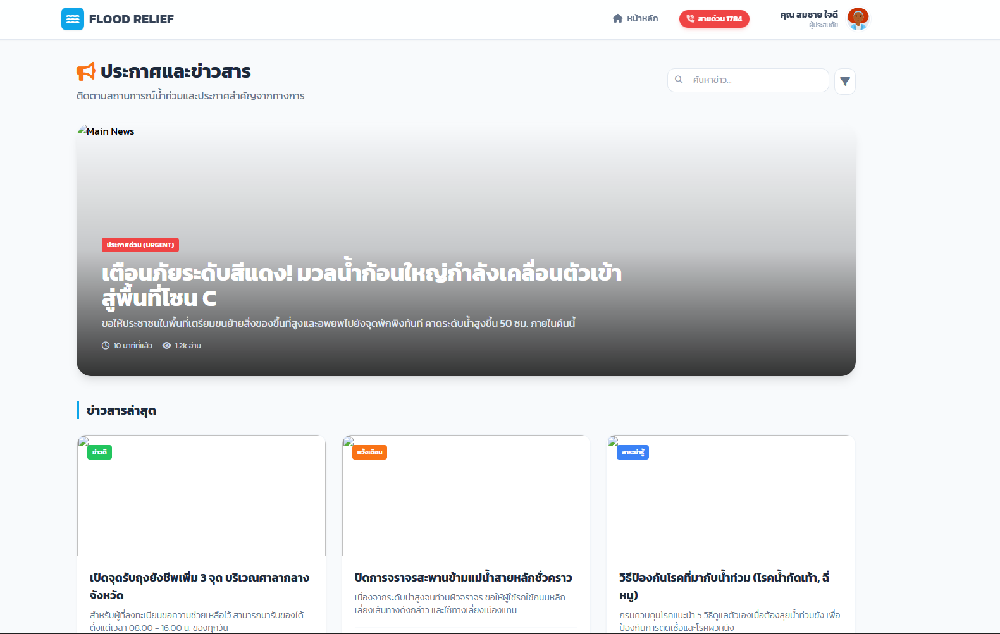 FLOOD RELIEF
หน้าหลัก
สายด่วน 1784
คุณ สมชาย ใจดี
ผู้ประสบภัย
ประกาศและข่าวสาร
ติดตามสถานการณ์น้ำท่วมและประกาศสำคัญจากทางการ
ค้นหาข่าว...
Main News
ประกาศด่วน (URGENT)
เตือนภัยระดับสีแดง! มวลน้ำก้อนใหญ่กำลังเคลื่อนตัวเข้า
สู่พื้นที่โซน C
ขอให้ประชาชนในพื้นที่เตรียมขนย้ายสิ่งของขึ้นที่สูงและอพยพไปยังจุดพักพิงทันที คาดระดับน้ำสูงขึ้น 50 ซม. ภายในคืนนี้
10 นาทีที่แล้ว
1.2k อ่าน
ข่าวสารล่าสุด
ข่าวดี
เปิดจุดรับถุงยังชีพเพิ่ม 3 จุด บริเวณศาลากลาง
จังหวัด
สำหรับผู้ที่ลงทะเบียนขอความช่วยเหลือไว้ สามารถมารับของได้
ตั้งแต่เวลา 08.00 - 16.00 น. ของทุกวัน
แจ้งเตือน
ปิดการจราจรสะพานข้ามแม่น้ำสายหลักชั่วคราว
เนื่องจากระดับน้ำสูงจนท่วมผิวจราจร ขอให้ผู้ใช้รถใช้ถนนหลีก
เลี่ยงเส้นทางดังกล่าว และใช้ทางเลี่ยงเมืองแทน
สาระน่ารู้
วิธีป้องกันโรคที่มากับน้ำท่วม (โรคน้ำกัดเท้า, ฉี่
หนู)
กรมควบคุมโรคแนะนำ 5 วิธีดูแลตัวเองเมื่อต้องลุยน้ำท่วมขัง เพื่อ
ป้องกันการติดเชื้อและโรคผิวหนัง